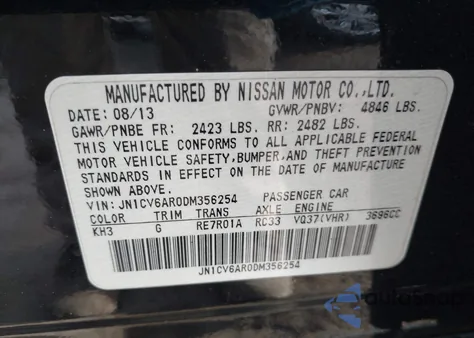 MANUFACTURED BY NISSAN MOTOR CO.,LTD.
DATE: 08/13 GVWR/PNBV: 4846 LBS.
GAWR/PNBE FR: 2423 LBS. RR: 2482 LBS.
THIS VEHICLE CONFORMS TO ALL APPLICABLE FEDERAL
MOTOR VEHICLE SAFETY, BUMPER, AND THEFT PREVENTION
STANDARDS IN EFFECT ON THE DATE OF MANUFACTURE
SHOWN ABOVE.
VIN: JN1CV6AR0DM356254 PASSENGER CAR
COLOR TRIM TRANS AXLE ENGINE
KH3 G RE7R01A RC33 VQ37(VHR) 3696CC
JN1CV6AR0DM356254
autoScap